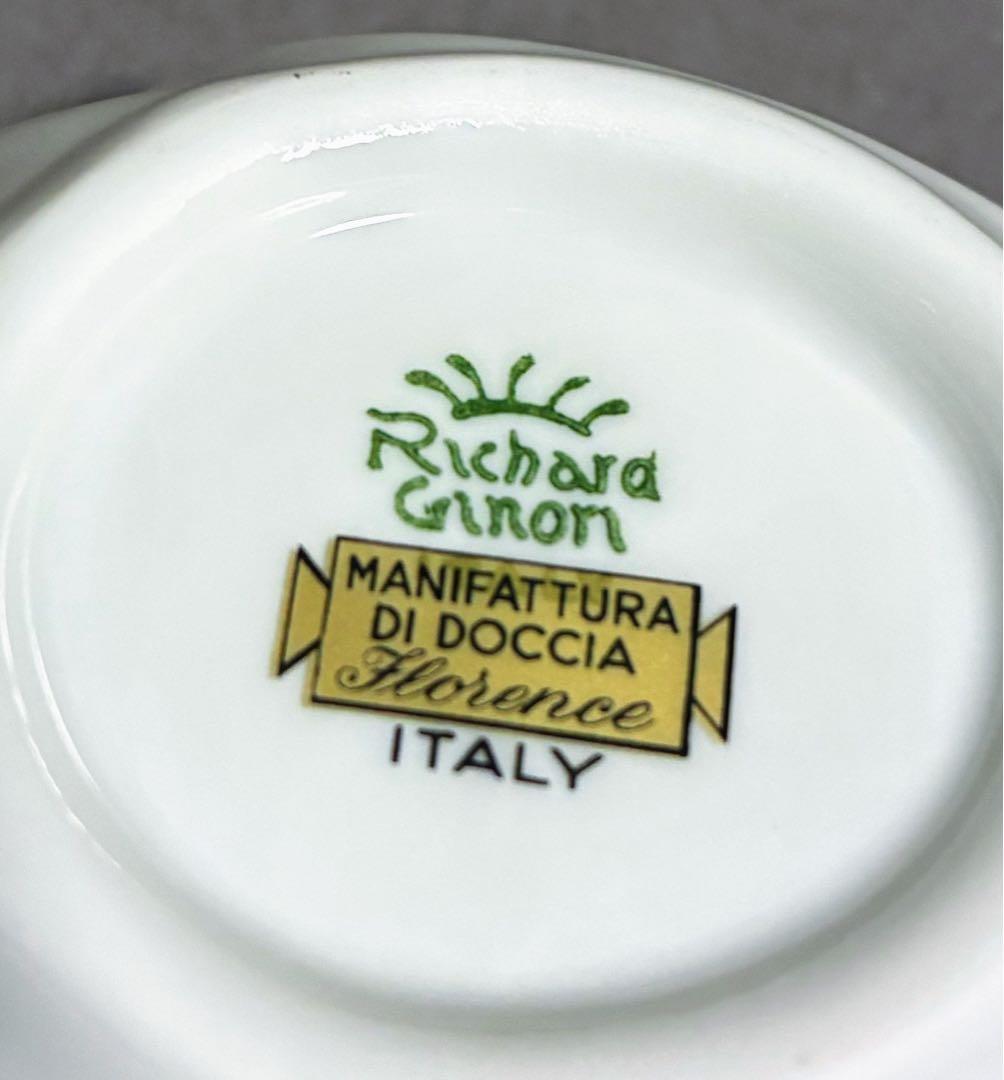 Richard
Ginori
MANIFATTURA
DI DOCCIA
Florence
ITALY